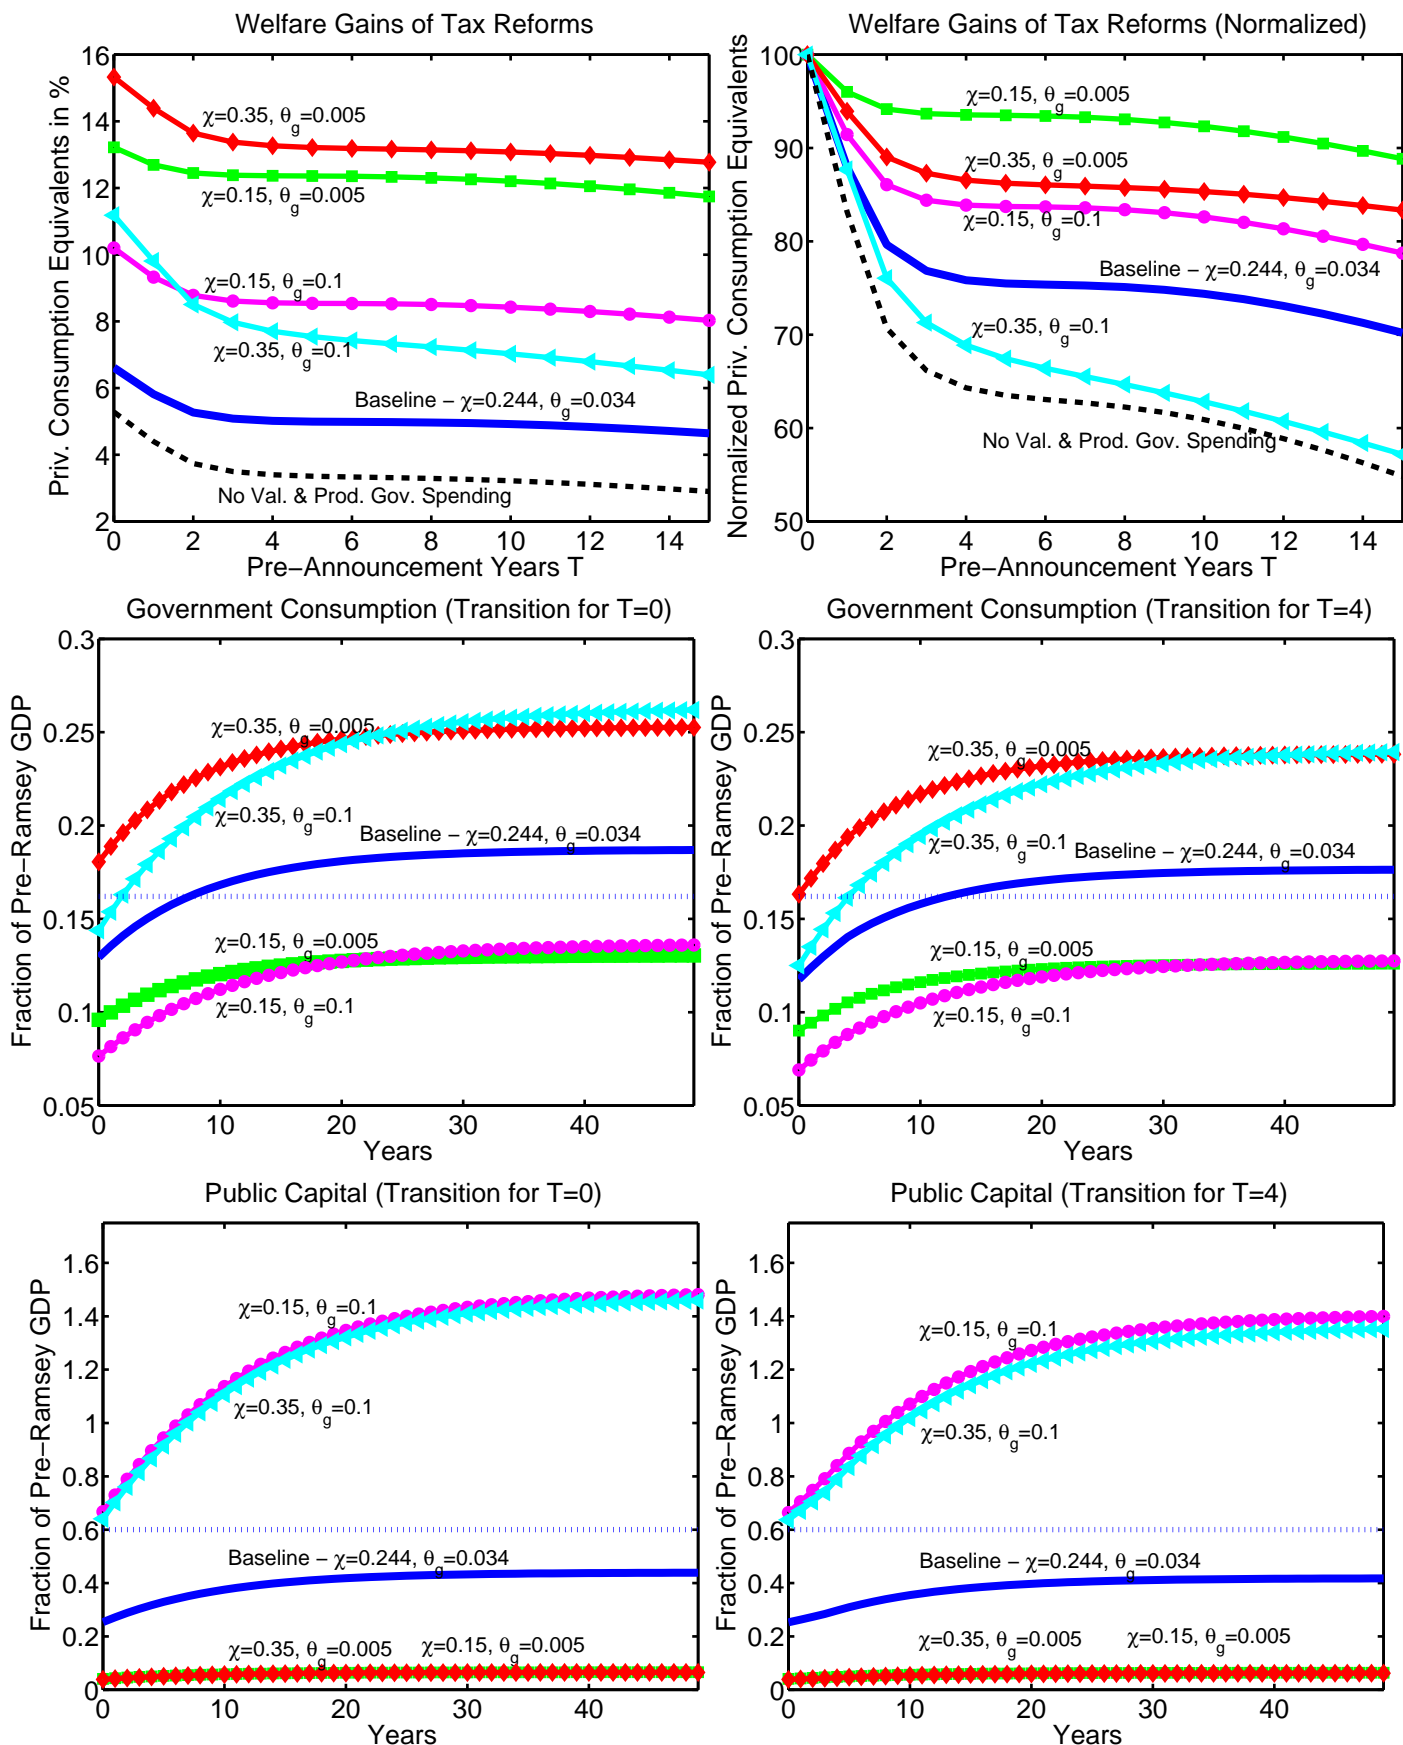 Welfare Gains of Tax Reforms
Priv. Consumption Equivalents in %
16
14
12
10
8
6
4
2
χ=0.35, θg=0.005
χ=0.15, θg=0.005
χ=0.15, θg=0.1
χ=0.35, θg=0.1
Baseline − χ=0.244, θg=0.034
No Val. & Prod. Gov. Spending
0 2 4 6 8 10 12 14
Pre−Announcement Years T
Welfare Gains of Tax Reforms (Normalized)
Normalized Priv. Consumption Equivalents
100
90
80
70
60
50
χ=0.15, θg=0.005
χ=0.35, θg=0.005
χ=0.15, θg=0.1
Baseline − χ=0.244, θg=0.034
χ=0.35, θg=0.1
No Val. & Prod. Gov. Spending
0 2 4 6 8 10 12 14
Pre−Announcement Years T
Government Consumption (Transition for T=0)
Fraction of Pre−Ramsey GDP
0.3
0.25
0.2
0.15
0.1
0.05
χ=0.35, θg=0.005
χ=0.35, θg=0.1
Baseline − χ=0.244, θg=0.034
χ=0.15, θg=0.005
χ=0.15, θg=0.1
0 10 20 30 40
Years
Government Consumption (Transition for T=4)
Fraction of Pre−Ramsey GDP
0.3
0.25
0.2
0.15
0.1
0.05
χ=0.35, θg=0.005
χ=0.35, θg=0.1
Baseline − χ=0.244, θg=0.034
χ=0.15, θg=0.005
χ=0.15, θg=0.1
0 10 20 30 40
Years
Public Capital (Transition for T=0)
Fraction of Pre−Ramsey GDP
1.6
1.4
1.2
1
0.8
0.6
0.4
0.2
0
χ=0.15, θg=0.1
χ=0.35, θg=0.1
Baseline − χ=0.244, θg=0.034
χ=0.35, θg=0.005 χ=0.15, θg=0.005
0 10 20 30 40
Years
Public Capital (Transition for T=4)
Fraction of Pre−Ramsey GDP
1.6
1.4
1.2
1
0.8
0.6
0.4
0.2
0
χ=0.15, θg=0.1
χ=0.35, θg=0.1
Baseline − χ=0.244, θg=0.034
χ=0.35, θg=0.005 χ=0.15, θg=0.005
0 10 20 30 40
Years